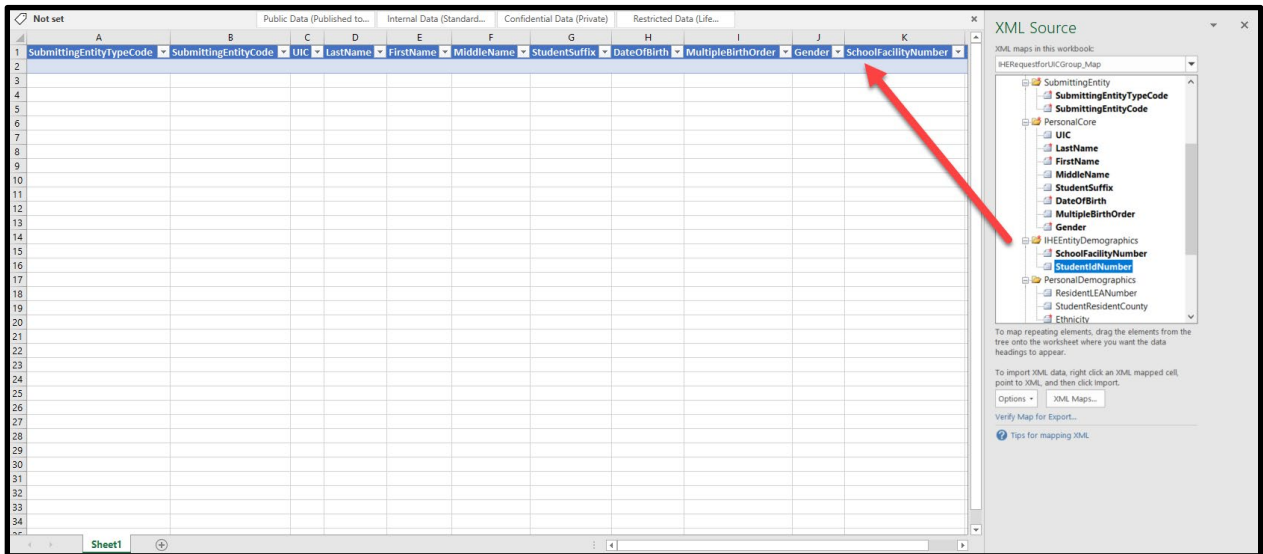 Not set
Public Data (Published to...
Internal Data (Standard...
Confidential Data (Private)
Restricted Data (Life...
A B C D E F G H I J K
1 SubmittingEntityTypeCode SubmittingEntityCode UIC LastName FirstName MiddleName StudentSuffix DateOfBirth MultipleBirthOrder Gender SchoolFacilityNumber
2
3
4
5
6
7
8
9
10
11
12
13
14
15
16
17
18
19
20
21
22
23
24
25
26
27
28
29
30
31
32
33
34
Sheet1
XML Source
XML maps in this workbook:
IHERequestforUICGroup_Map
SubmittingEntity
SubmittingEntityTypeCode
SubmittingEntityCode
PersonalCore
UIC
LastName
FirstName
MiddleName
StudentSuffix
DateOfBirth
MultipleBirthOrder
Gender
IHEEntityDemographics
SchoolFacilityNumber
StudentIdNumber
PersonalDemographics
ResidentLEANumber
StudentResidentCounty
Ethnicity
To map repeating elements, drag the elements from the
tree onto the worksheet where you want the data
headings to appear.
To import XML data, right click an XML mapped cell,
point to XML, and then click Import.
Options
XML Maps...
Verify Map for Export...
Tips for mapping XML